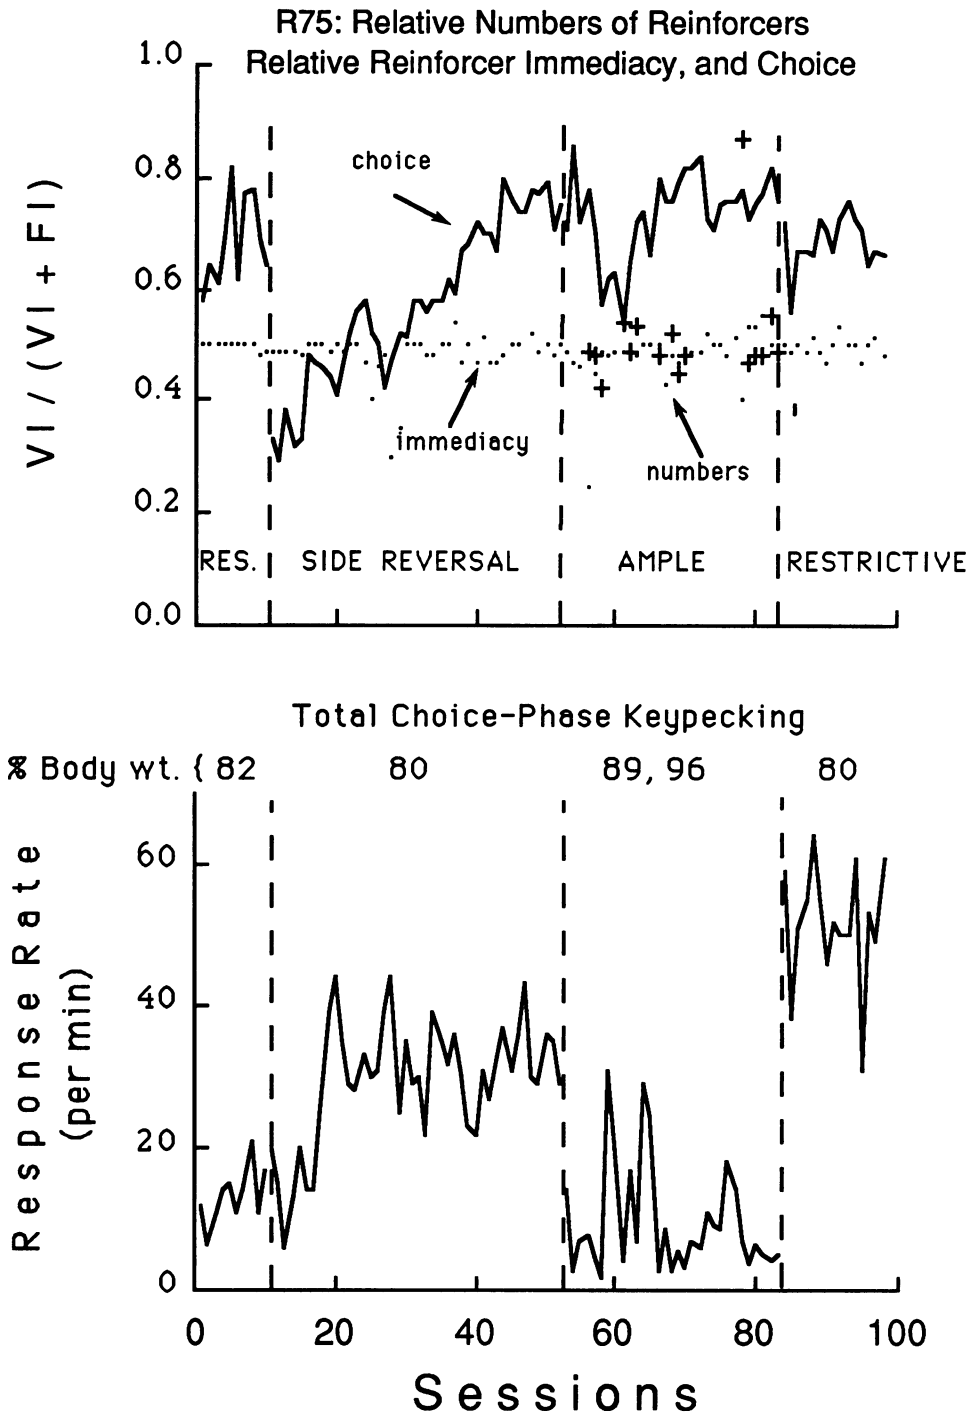 R75: Relative Numbers of Reinforcers
Relative Reinforcer Immediacy, and Choice
1.0
0.8
0.6
0.4
0.2
0.0
VI / (VI + FI)
choice
immediacy
numbers
RES. SIDE REVERSAL AMPLE RESTRICTIVE
Total Choice-Phase Keypecking
% Body wt. { 82 80 89, 96 80
60
40
20
0
Response Rate
(per min)
0 20 40 60 80 100
Sessions